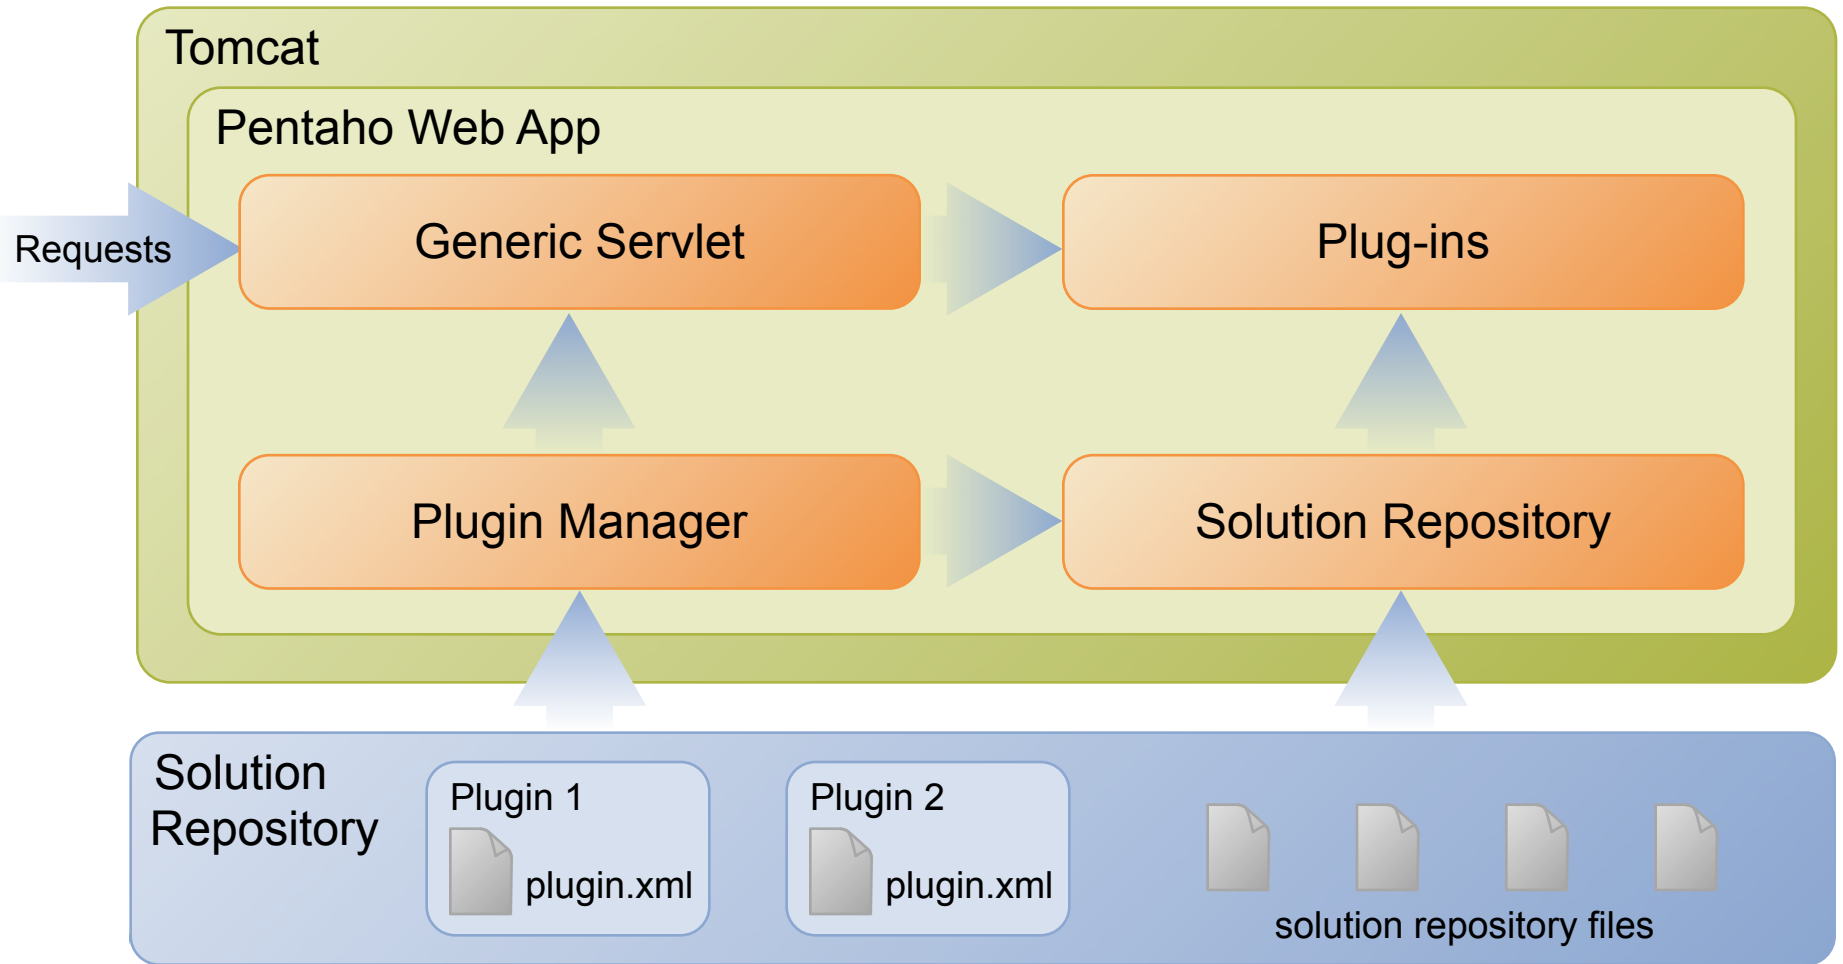 Tomcat
Pentaho Web App
Requests
Generic Servlet
Plug-ins
Plugin Manager
Solution Repository
Solution
Repository
Plugin 1
plugin.xml
Plugin 2
plugin.xml
solution repository files